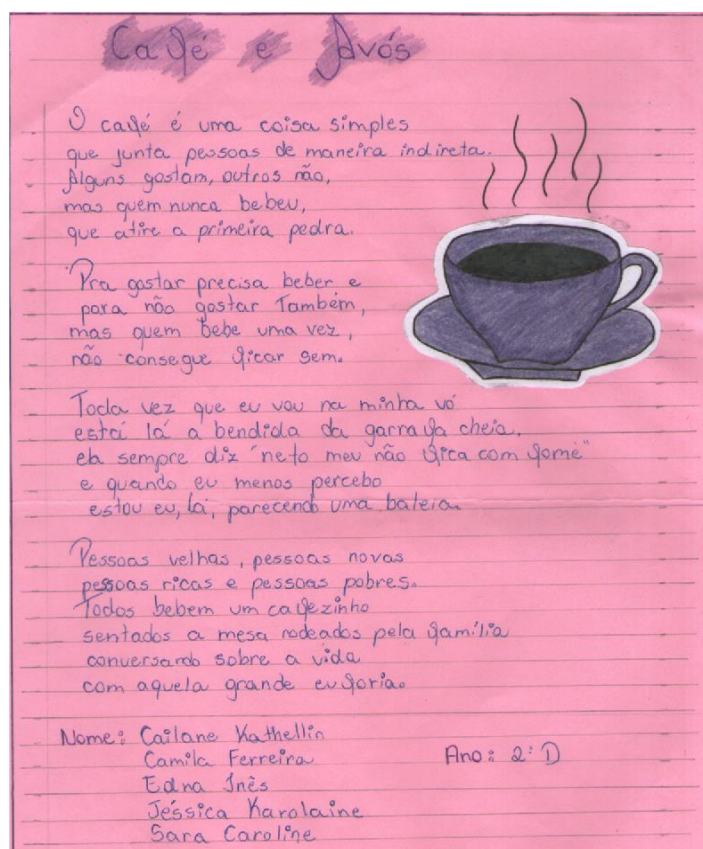 Café e Avós
O café é uma coisa simples
que junta pessoas de maneira indireta.
Alguns gostam, outros não,
mas quem nunca bebeu,
que atire a primeira pedra.
Pra gostar precisa beber e
para não gostar Também,
mas quem bebe uma vez,
não consegue ficar sem.
Toda vez que eu vou na minha vó
está lá a bendida da garrafa cheia,
ela sempre diz "neto meu não fica com fome"
e quando eu menos percebo
estou eu, lá, parecendo uma baleia.
Pessoas velhas, pessoas novas
pessoas ricas e pessoas pobres.
Todos bebem um cafezinho
sentados a mesa rodeados pela família
conversando sobre a vida
com aquela grande euforia.
Nome: Cailane Kathellin
Camila Ferreira Ano: 2: D
Edna Inês
Jéssica Karolaine
Sara Caroline